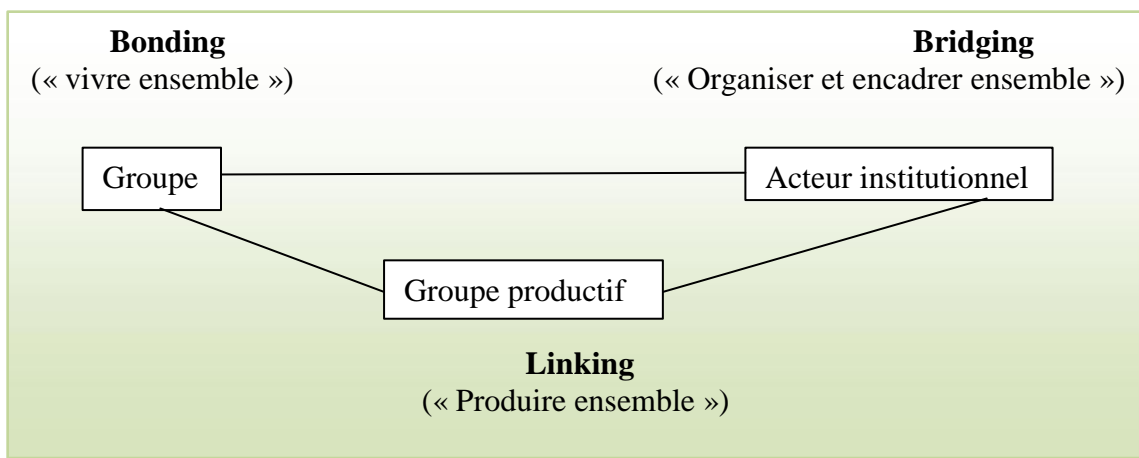 Bonding
(« vivre ensemble »)
Bridging
(« Organiser et encadrer ensemble »)
Groupe
Acteur institutionnel
Groupe productif
Linking
(« Produire ensemble »)